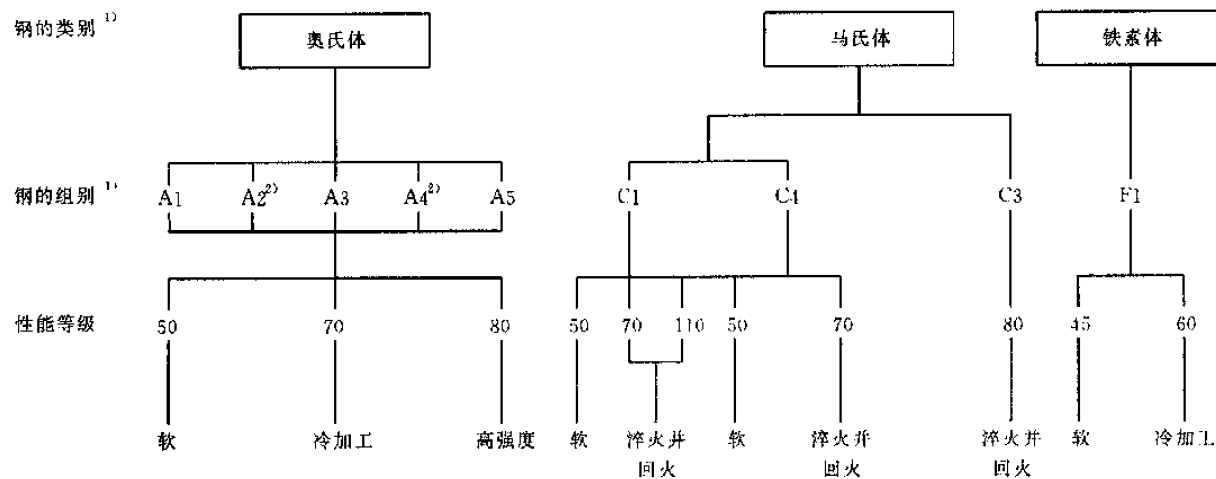 钢的类别 1) 奥氏体 马氏体 铁素体
钢的组别 1) A1 A2 2) A3 A4 2) A5 C1 C4 C3 F1
性能等级 50 70 80 50 70 110 50 70 80 45 60
软 冷加工 高强度 软 淬火并 软 淬火并 淬火并 软 冷加工
回火 回火 回火